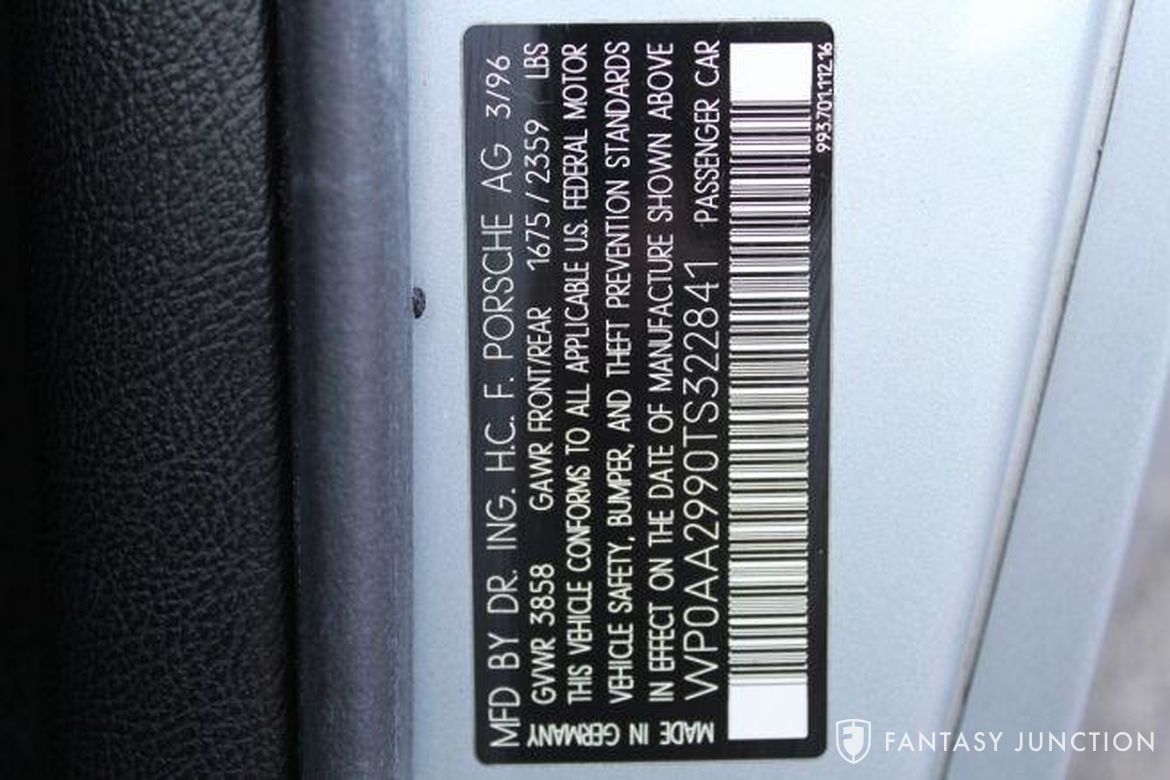 MFD BY DR. ING. H.C. F. PORSCHE AG 3/96
GVWR 3858 GAWR FRONT/REAR 1675/2359 LBS
THIS VEHICLE CONFORMS TO ALL APPLICABLE U.S. FEDERAL MOTOR
VEHICLE SAFETY, BUMPER, AND THEFT PREVENTION STANDARDS
IN EFFECT ON THE DATE OF MANUFACTURE SHOWN ABOVE
WP0AA2990TS322841 PASSENGER CAR
MADE IN GERMANY
993.701.112.16
FANTASY JUNCTION